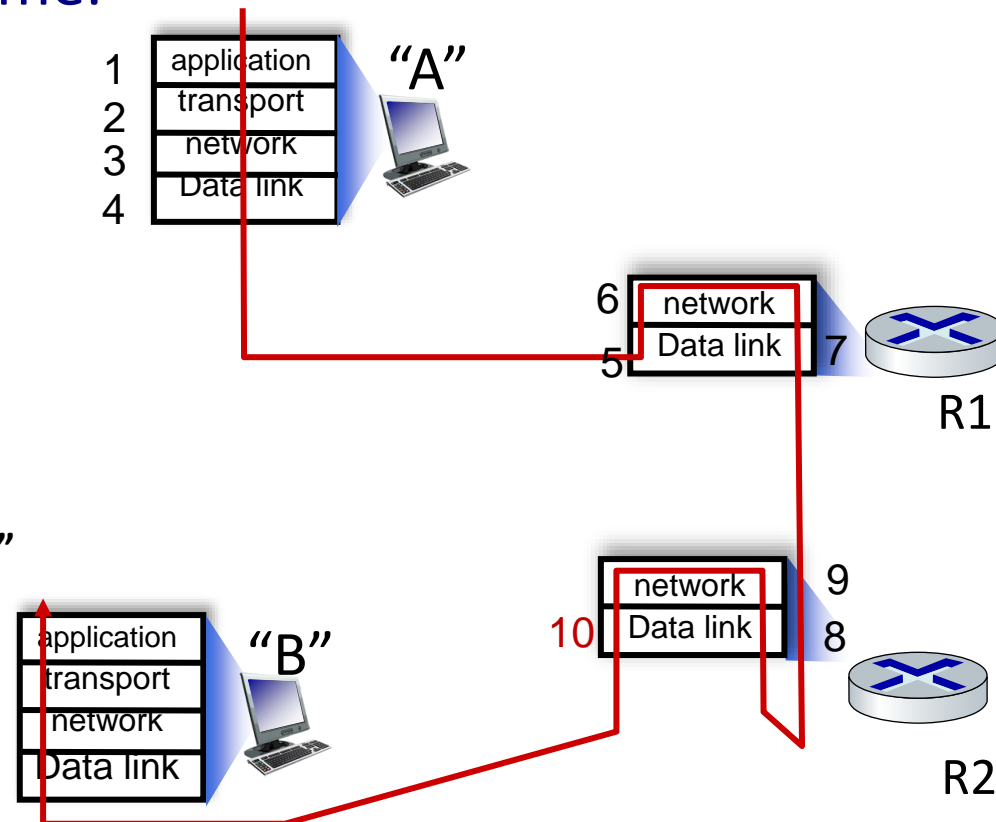 1 application “A”
2 transport
3 network
4 Data link
6 network
5 Data link 7
R1
”
network 9
10 Data link 8
application “B”
transport
network
Data link
R2